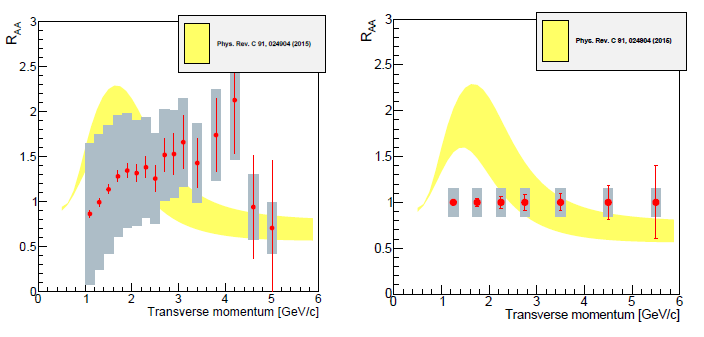 R_AA
3
2.5
2
1.5
1
0.5
0
Phys. Rev. C 91, 024904 (2015)
0 1 2 3 4 5 6
Transverse momentum [GeV/c]
R_AA
3
2.5
2
1.5
1
0.5
0
Phys. Rev. C 91, 024904 (2015)
0 1 2 3 4 5 6
Transverse momentum [GeV/c]